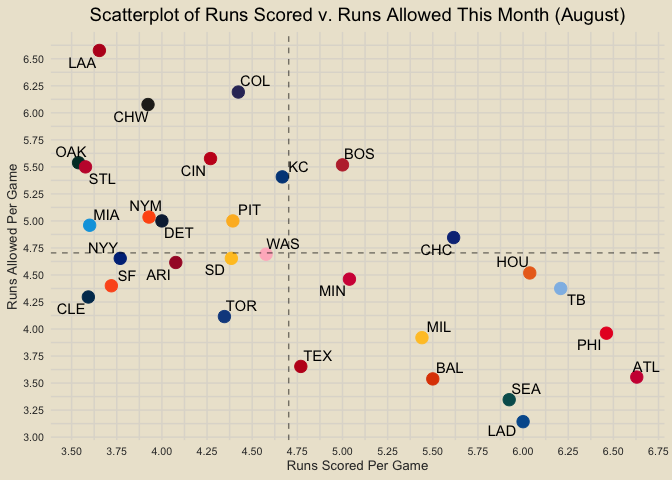 Scatterplot of Runs Scored v. Runs Allowed This Month (August)
Runs Allowed Per Game
6.50
6.25
6.00
5.75
5.50
5.25
5.00
4.75
4.50
4.25
4.00
3.75
3.50
3.25
3.00
LAA
COL
CHW
OAK
BOS
CIN
KC
STL
NYM
PIT
MIA
DET
WAS
NYY
CHC
HOU
SD
SF
ARI
MIN
TB
CLE
TOR
MIL
PHI
TEX
BAL
ATL
SEA
LAD
3.50 3.75 4.00 4.25 4.50 4.75 5.00 5.25 5.50 5.75 6.00 6.25 6.50 6.75
Runs Scored Per Game